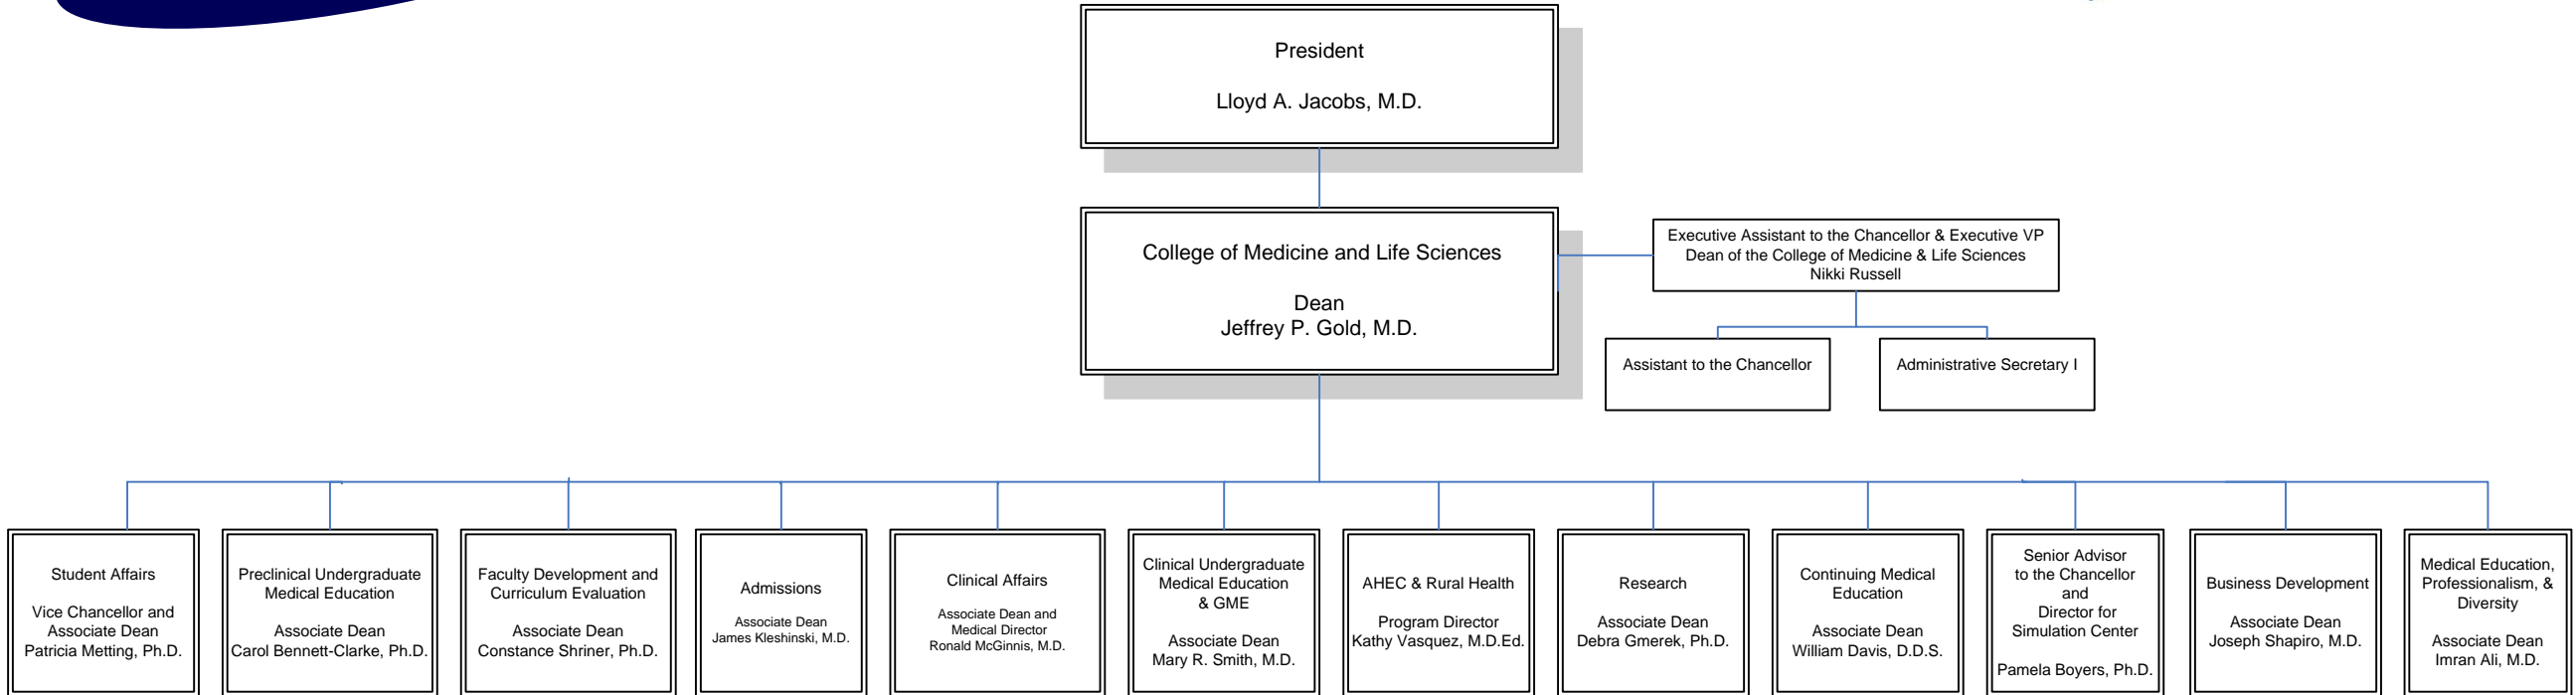 President
Lloyd A. Jacobs, M.D.
College of Medicine and Life Sciences
Dean
Jeffrey P. Gold, M.D.
Executive Assistant to the Chancellor & Executive VP
Dean of the College of Medicine & Life Sciences
Nikki Russell
Assistant to the Chancellor
Administrative Secretary I
Student Affairs
Vice Chancellor and
Associate Dean
Patricia Metting, Ph.D.
Preclinical Undergraduate
Medical Education
Associate Dean
Carol Bennett-Clarke, Ph.D.
Faculty Development and
Curriculum Evaluation
Associate Dean
Constance Shriner, Ph.D.
Admissions
Associate Dean
James Kleshinski, M.D.
Clinical Affairs
Associate Dean and
Medical Director
Ronald McGinnis, M.D.
Clinical Undergraduate
Medical Education
& GME
Associate Dean
Mary R. Smith, M.D.
AHEC & Rural Health
Program Director
Kathy Vasquez, M.D.Ed.
Research
Associate Dean
Debra Gmerek, Ph.D.
Continuing Medical
Education
Associate Dean
William Davis, D.D.S.
Senior Advisor
to the Chancellor
and
Director for
Simulation Center
Pamela Boyers, Ph.D.
Business Development
Associate Dean
Joseph Shapiro, M.D.
Medical Education,
Professionalism, &
Diversity
Associate Dean
Imran Ali, M.D.